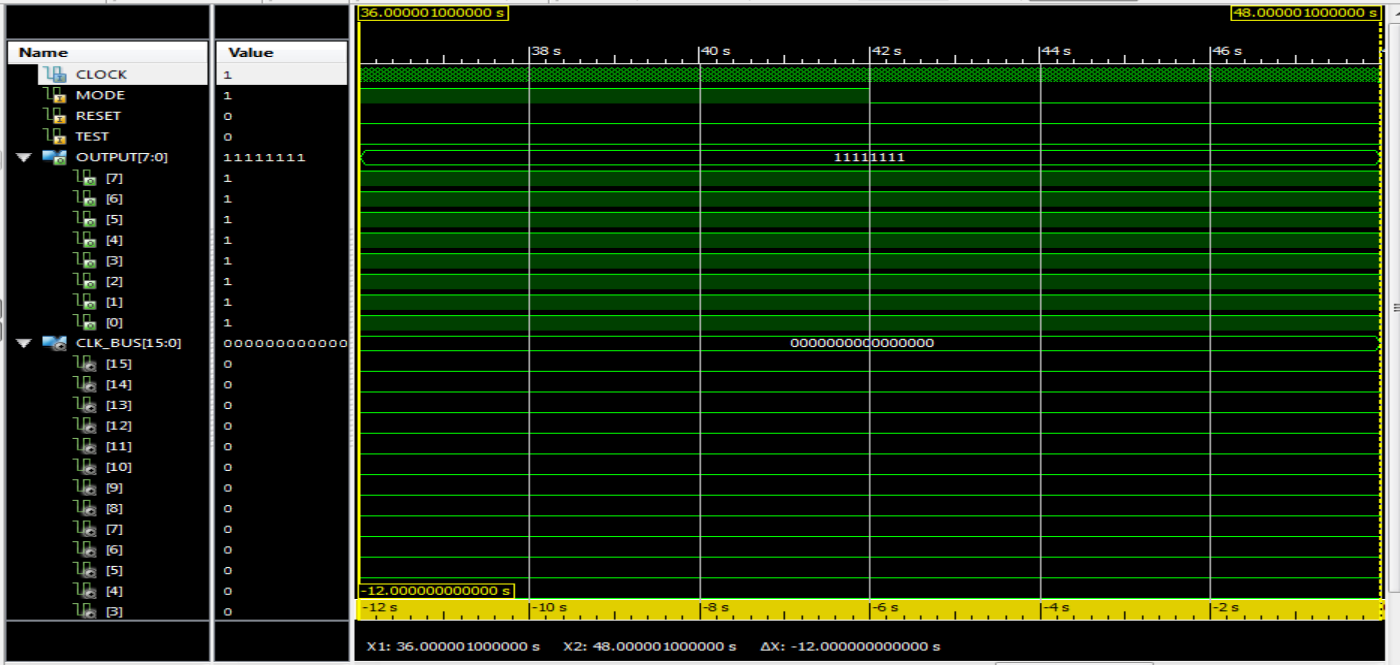 36.000001000000 s 48.000001000000 s
38 s 40 s 42 s 44 s 46 s
Name Value
CLOCK 1
MODE 1
RESET 0
TEST 0
OUTPUT[7:0] 11111111 11111111
[7] 1
[6] 1
[5] 1
[4] 1
[3] 1
[2] 1
[1] 1
[0] 1
CLK_BUS[15:0] 000000000000 0000000000000000
[15] 0
[14] 0
[13] 0
[12] 0
[11] 0
[10] 0
[9] 0
[8] 0
[7] 0
[6] 0
[5] 0
[4] 0
-12.000000000000 s
[3] 0
-12 s -10 s -8 s -6 s -4 s -2 s
X1: 36.000001000000 s X2: 48.000001000000 s ΔX: -12.000000000000 s